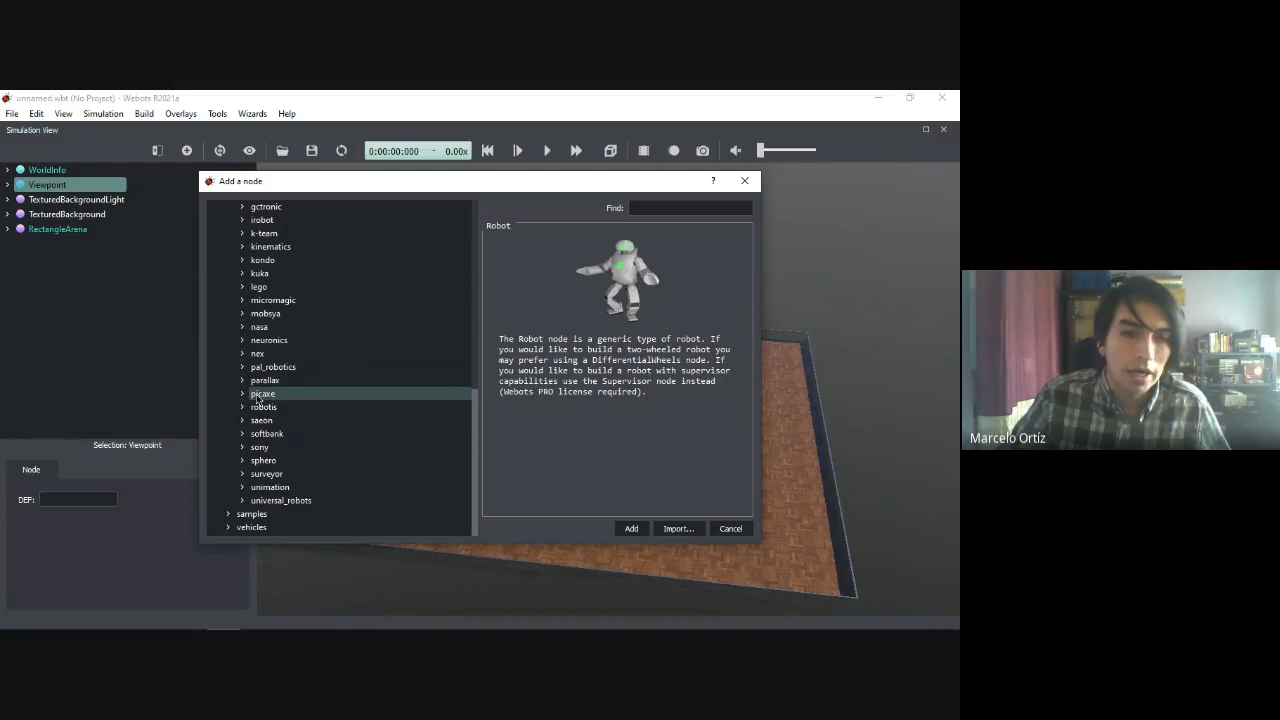 unnamed.wbt (No Project) - Webots R2021a
File Edit View Simulation Build Overlays Tools Wizards Help
Simulation View
0:00:00:000 - 0.00x
WorldInfo
Viewpoint
TexturedBackgroundLight
TexturedBackground
RectangleArena
Selection: Viewpoint
Node
DEF:
Add a node
?
gctronic
irobot
k-team
kinematics
kondo
kuka
lego
micromagic
mobsya
nasa
neuronics
nex
pal_robotics
parallax
picaxe
robotis
saeon
softbank
sony
sphero
surveyor
unimation
universal_robots
samples
vehicles
Find:
Robot
The Robot node is a generic type of robot. If
you would like to build a two-wheeled robot you
may prefer using a DifferentialWheels node. If
you would like to build a robot with supervisor
capabilities use the Supervisor node instead
(Webots PRO license required).
Add Import... Cancel
Marcelo Ortíz